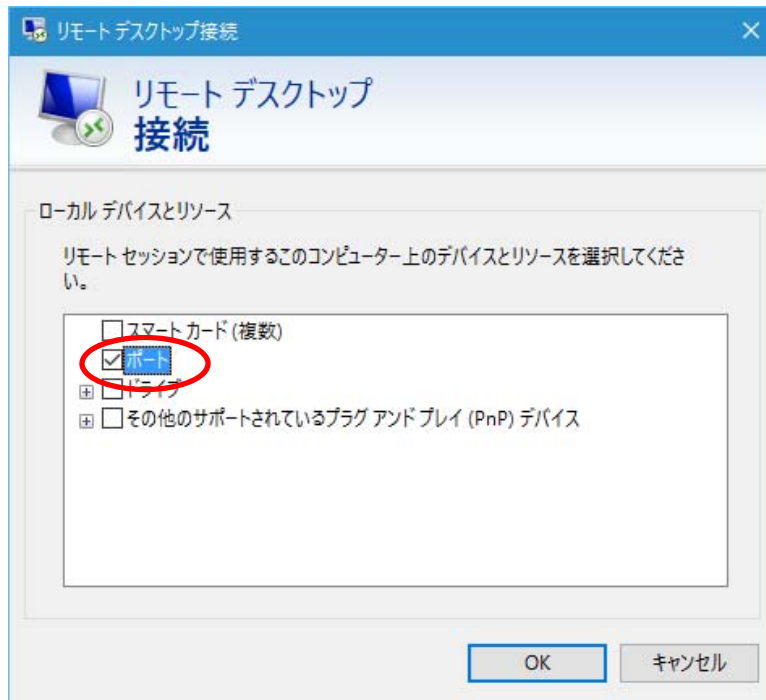 リモート デスクトップ接続
リモート デスクトップ
接続
ローカル デバイスとリソース
リモート セッションで使用するこのコンピューター上のデバイスとリソースを選択してくださ
い。
スマート カード (複数)
ポート
ドライブ
その他のサポートされているプラグ アンド プレイ (PnP) デバイス
OK
キャンセル